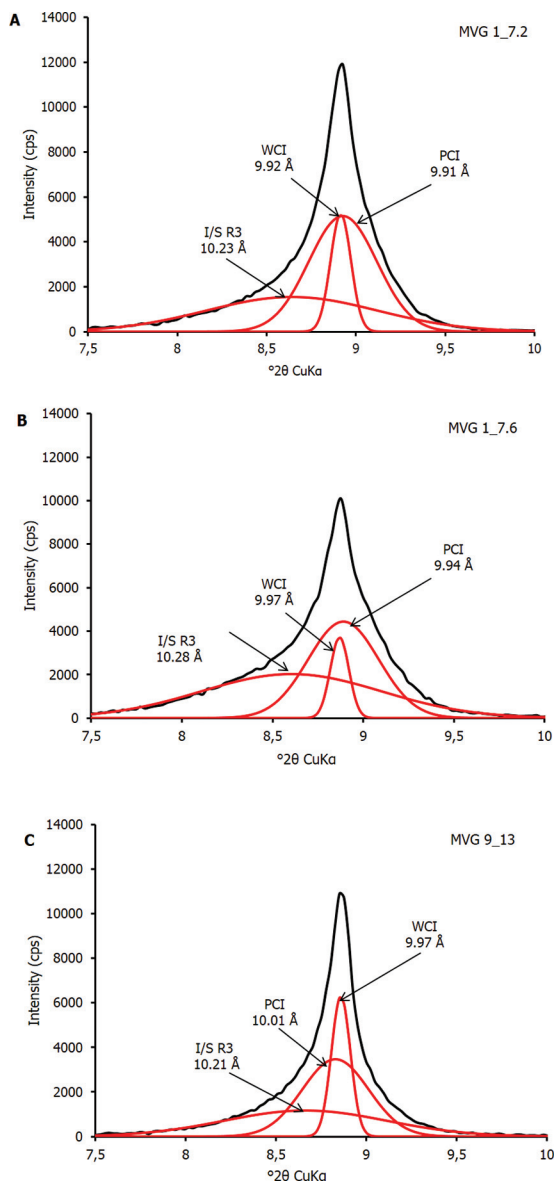 A
MVG 1_7.2
14000
12000
10000
8000
6000
4000
2000
0
Intensity (cps)
WCI
9.92 Å
PCI
9.91 Å
I/S R3
10.23 Å
7,5
8
8,5
9
9,5
10
°2θ CuKα
B
MVG 1_7.6
14000
12000
10000
8000
6000
4000
2000
0
Intensity (cps)
WCI
9.97 Å
PCI
9.94 Å
I/S R3
10.28 Å
7,5
8
8,5
9
9,5
10
°2θ CuKα
C
MVG 9_13
14000
12000
10000
8000
6000
4000
2000
0
Intensity (cps)
WCI
9.97 Å
PCI
10.01 Å
I/S R3
10.21 Å
7,5
8
8,5
9
9,5
10
°2θ CuKα